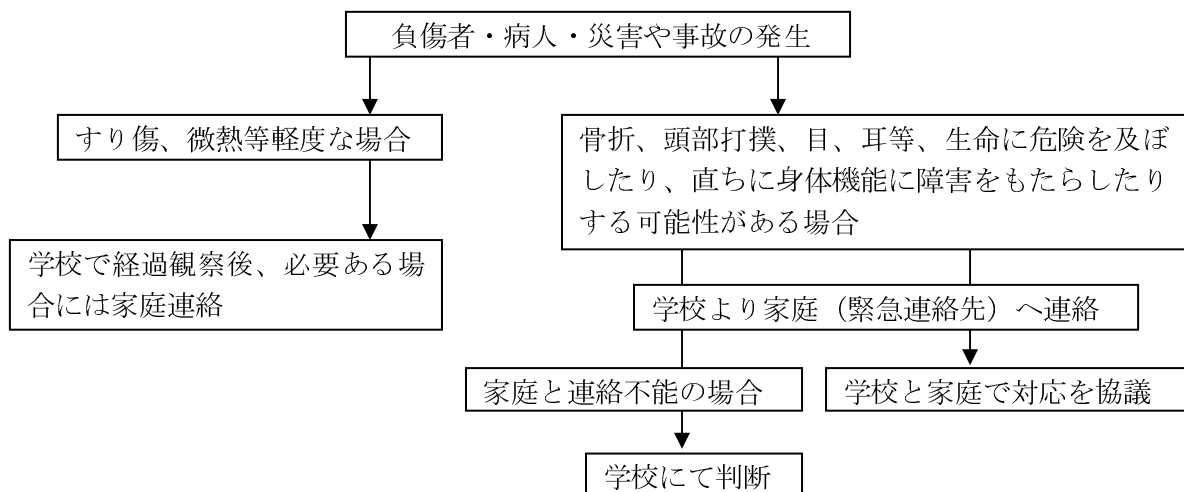 負傷者・病人・災害や事故の発生
すり傷、微熱等軽度な場合
骨折、頭部打撲、目、耳等、生命に危険を及ぼ
したり、直ちに身体機能に障害をもたらしたり
する可能性がある場合
学校で経過観察後、必要ある場
合には家庭連絡
学校より家庭（緊急連絡先）へ連絡
家庭と連絡不能の場合
学校と家庭で対応を協議
学校にて判断